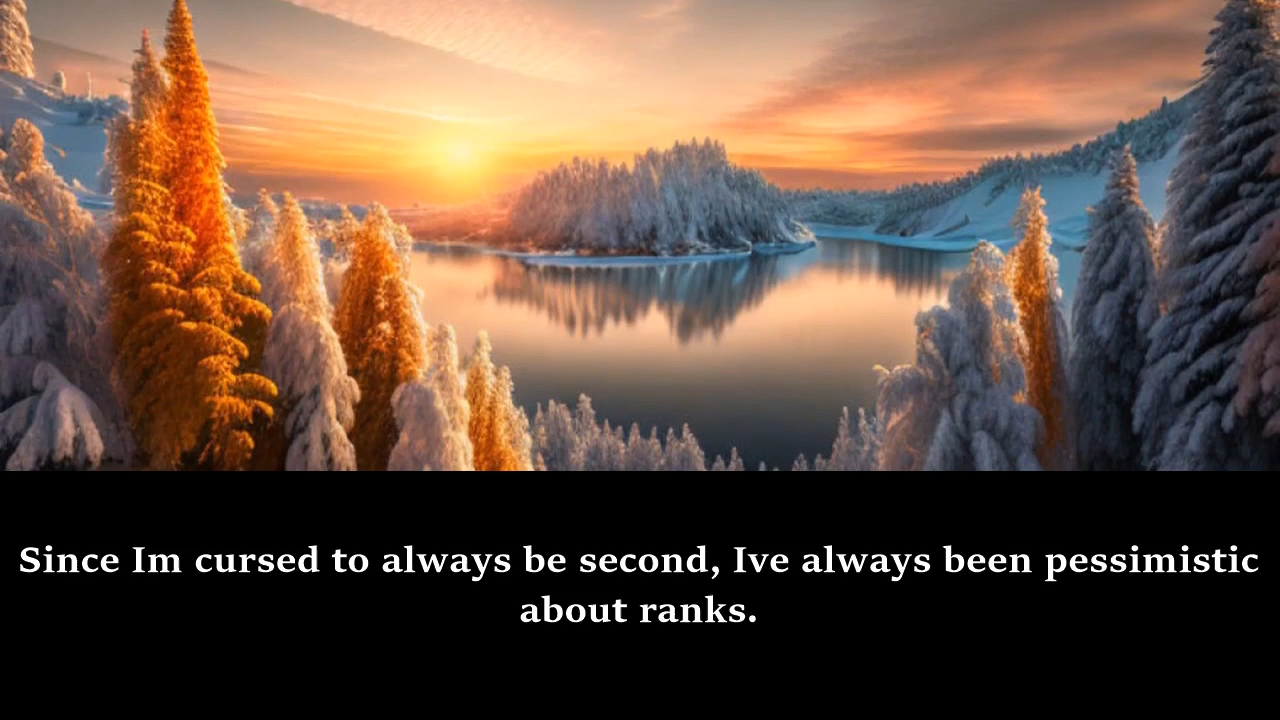 Since Im cursed to always be second, Ive always been pessimistic
about ranks.